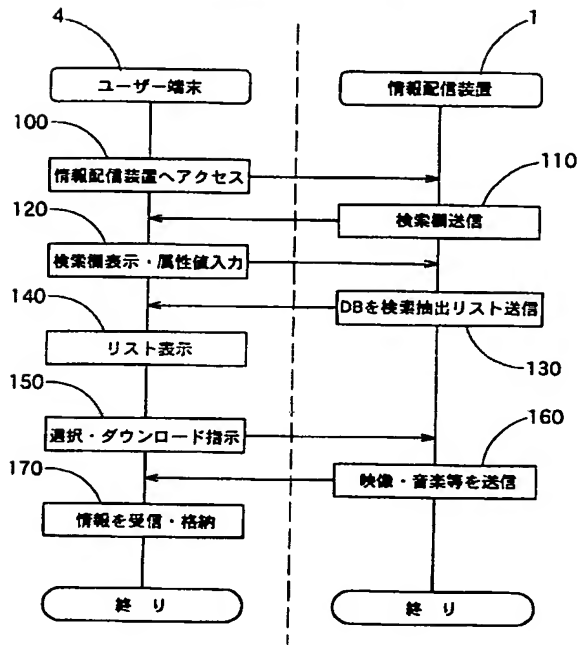 4
1
ユーザー端末
情報配信装置
100
情報配信装置へアクセス
110
検索欄送信
120
検索欄表示・属性値入力
DBを検索抽出リスト送信
130
140
リスト表示
150
選択・ダウンロード指示
160
映像・音楽等を送信
170
情報を受信・格納
終り
終り